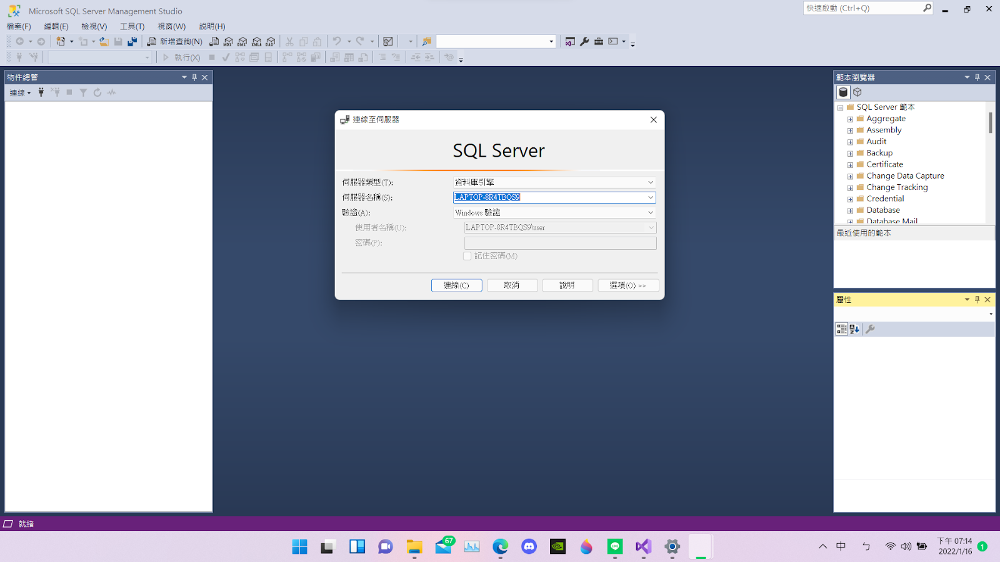 Microsoft SQL Server Management Studio
快速啟動 (Ctrl+Q)
檔案(F) 編輯(E) 檢視(V) 工具(T) 視窗(W) 說明(H)
新增查詢(N) MDX DMX XMLA DAX
執行(X)
物件總管
連線
連線至伺服器
SQL Server
伺服器類型(T): 資料庫引擎
伺服器名稱(S): LAPTOP-8R4TBQS9
驗證(A): Windows 驗證
使用者名稱(U): LAPTOP-8R4TBQS9\user
密碼(P):
記住密碼(M)
連線(C) 取消 說明 選項(O) >>
範本瀏覽器
SQL Server 範本
Aggregate
Assembly
Audit
Backup
Certificate
Change Data Capture
Change Tracking
Credential
Database
Database Mail
最近使用的範本
屬性
就緒
67
中 ㄅ
下午 07:14
2022/1/16
1